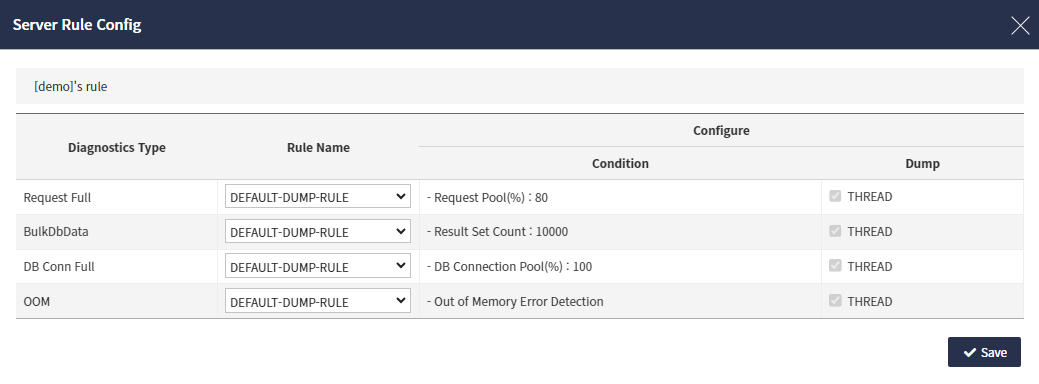 Server Rule Config
[demo]'s rule
Diagnostics Type Rule Name Configure
Condition Dump
Request Full DEFAULT-DUMP-RULE - Request Pool(%) : 80 THREAD
BulkDbData DEFAULT-DUMP-RULE - Result Set Count : 10000 THREAD
DB Conn Full DEFAULT-DUMP-RULE - DB Connection Pool(%) : 100 THREAD
OOM DEFAULT-DUMP-RULE - Out of Memory Error Detection THREAD
Save